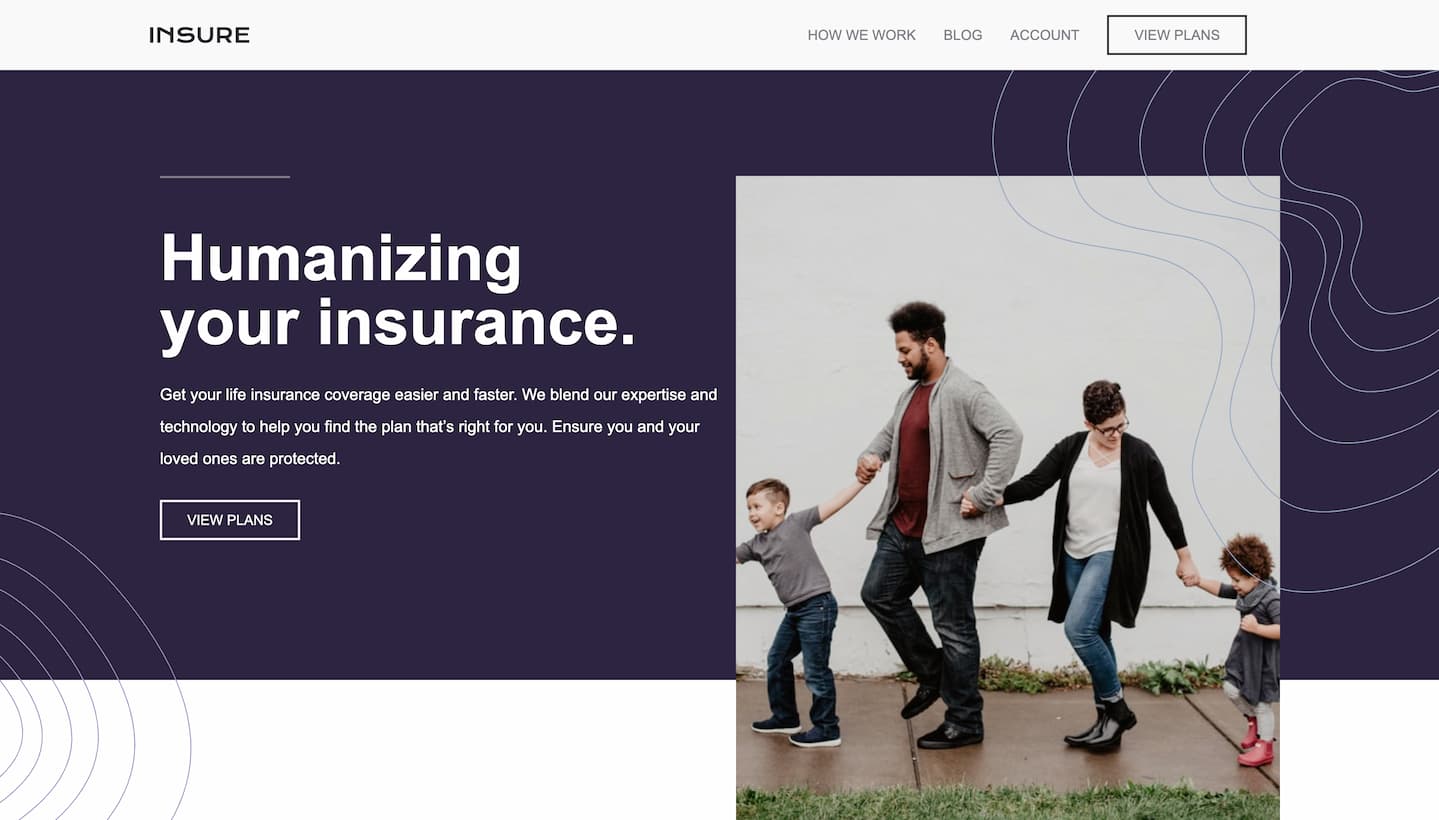 INSURE
HOW WE WORK
BLOG
ACCOUNT
VIEW PLANS
Humanizing
your insurance.
Get your life insurance coverage easier and faster. We blend our expertise and
technology to help you find the plan that's right for you. Ensure you and your
loved ones are protected.
VIEW PLANS